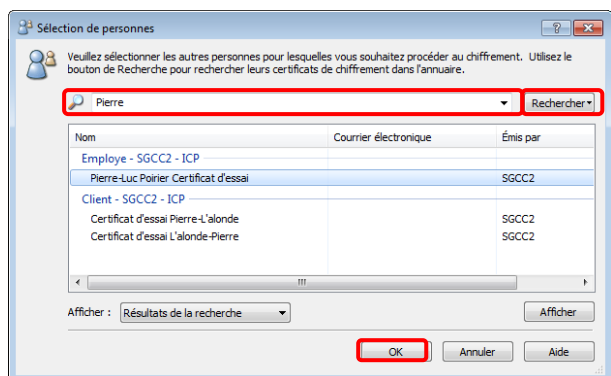 Sélection de personnes
Veuillez sélectionner les autres personnes pour lesquelles vous souhaitez procéder au chiffrement. Utilisez le
bouton de Recherche pour rechercher leurs certificats de chiffrement dans l'annuaire.
Pierre Rechercher
Nom Courrier électronique Émis par
Employe - SGCC2 - ICP
Pierre-Luc Poirier Certificat d'essai SGCC2
Client - SGCC2 - ICP
Certificat d'essai Pierre-L'alonde SGCC2
Certificat d'essai L'alonde-Pierre SGCC2
Afficher : Résultats de la recherche Afficher
OK Annuler Aide